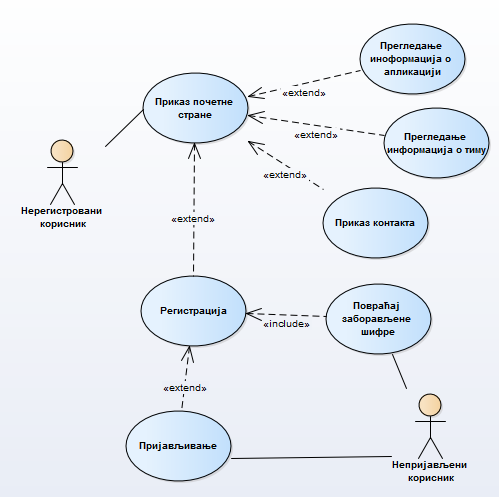 Прегледање
иноформација о
апликацији
«extend»
Приказ почетне
стране
«extend»
Прегледање
информација о тиму
«extend»
Нерегистровани
корисник
Приказ контакта
«extend»
Регистрација
«include»
Повраћај
заборављене
шифре
«extend»
Пријављивање
Непријављени
корисник